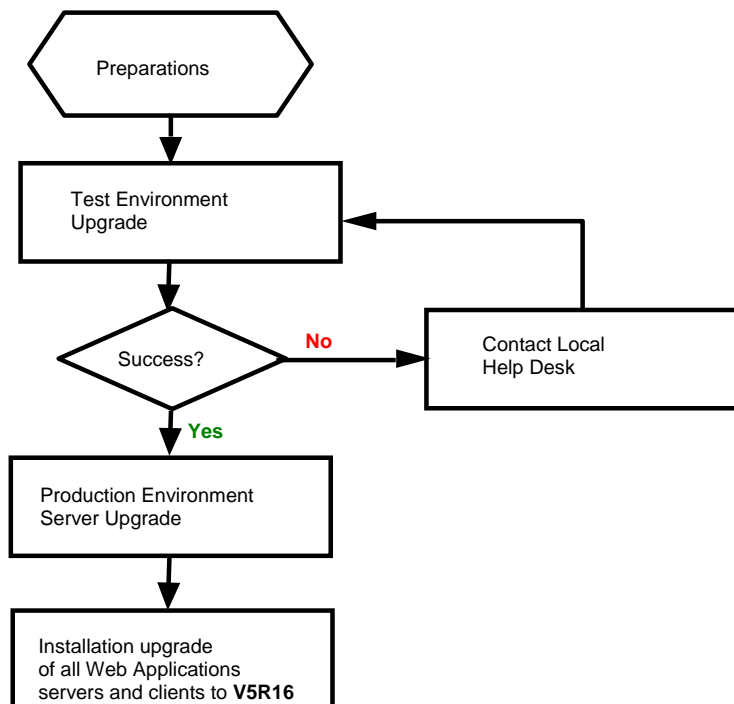 Preparations
Test Environment
Upgrade
Success?
No
Contact Local
Help Desk
Yes
Production Environment
Server Upgrade
Installation upgrade
of all Web Applications
servers and clients to V5R16